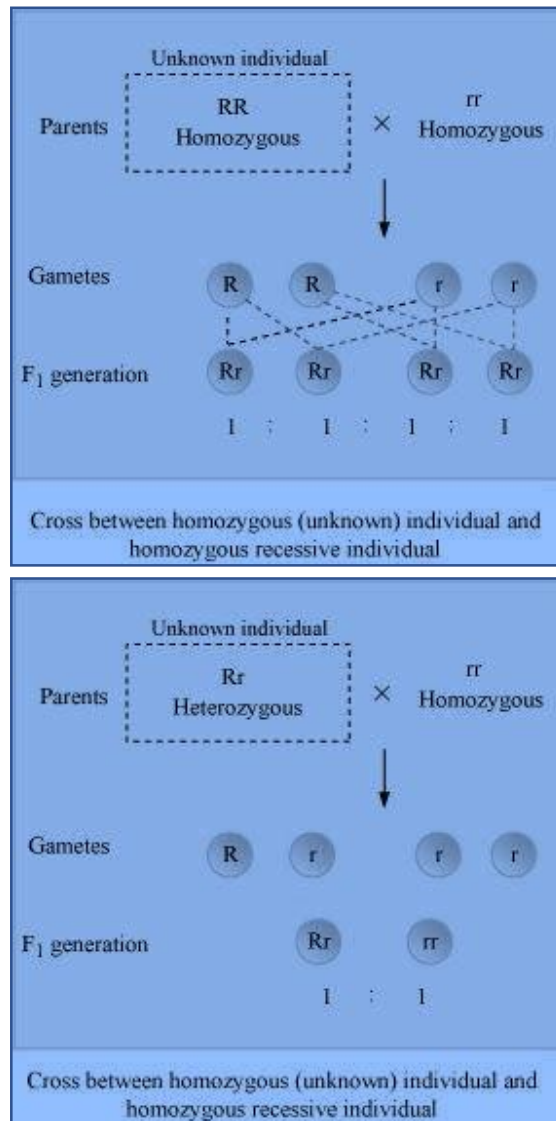 Unknown individual
RR
Homozygous
Parents
×
rr
Homozygous
Gametes
R R r r
F1 generation
Rr Rr Rr Rr
1 : 1 : 1 : 1
Cross between homozygous (unknown) individual and
homozygous recessive individual
Unknown individual
Rr
Heterozygous
Parents
×
rr
Homozygous
Gametes
R r r r
F1 generation
Rr rr
1 : 1
Cross between homozygous (unknown) individual and
homozygous recessive individual